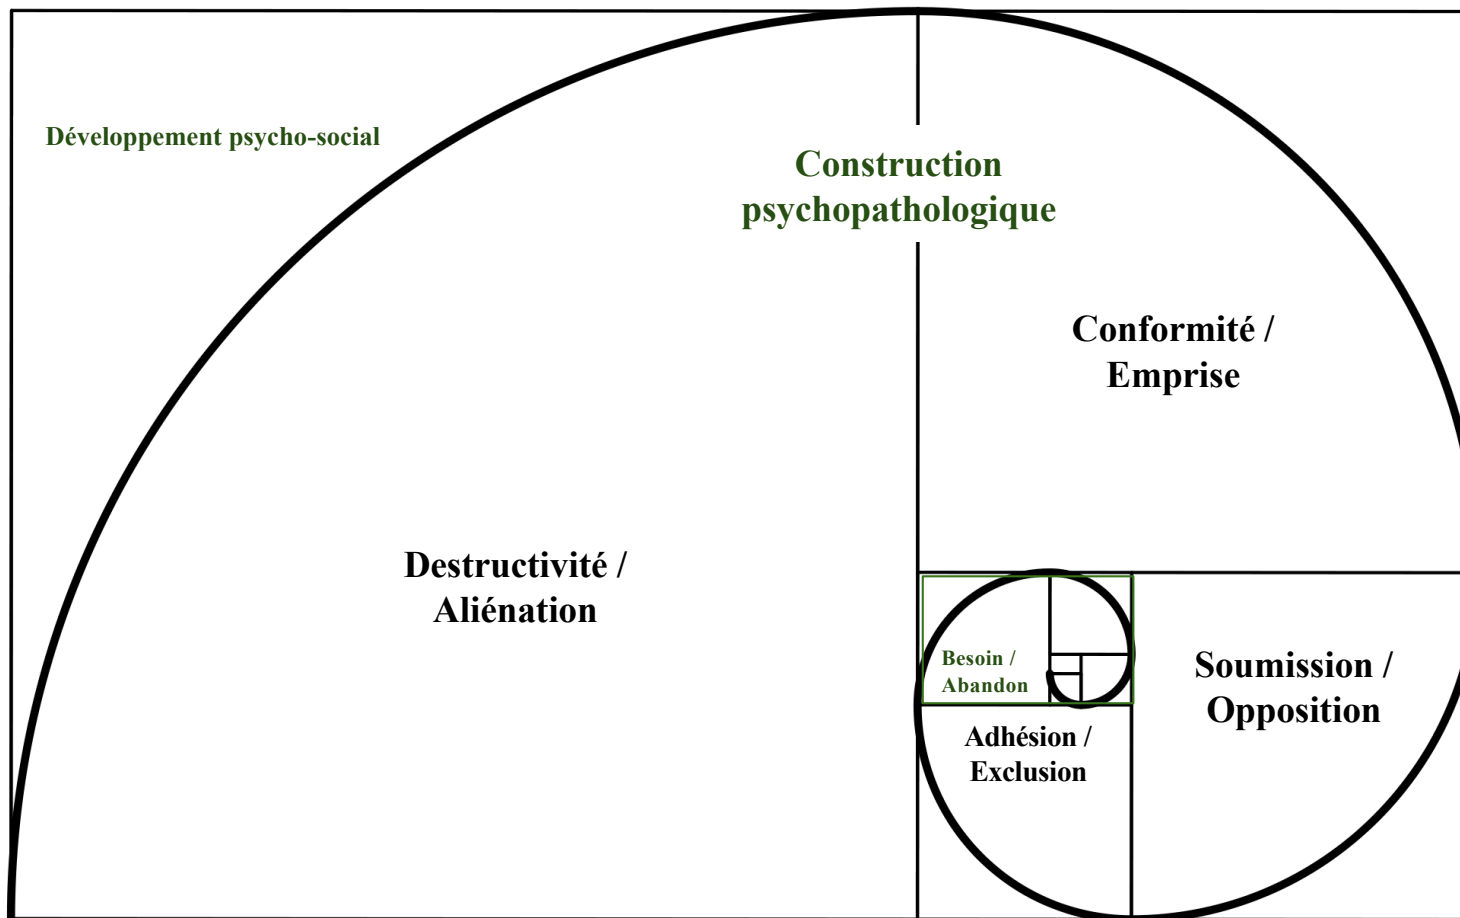 Développement psycho-social
Construction
psychopathologique
Conformité /
Emprise
Destructivité /
Aliénation
Besoin /
Abandon
Soumission /
Opposition
Adhésion /
Exclusion